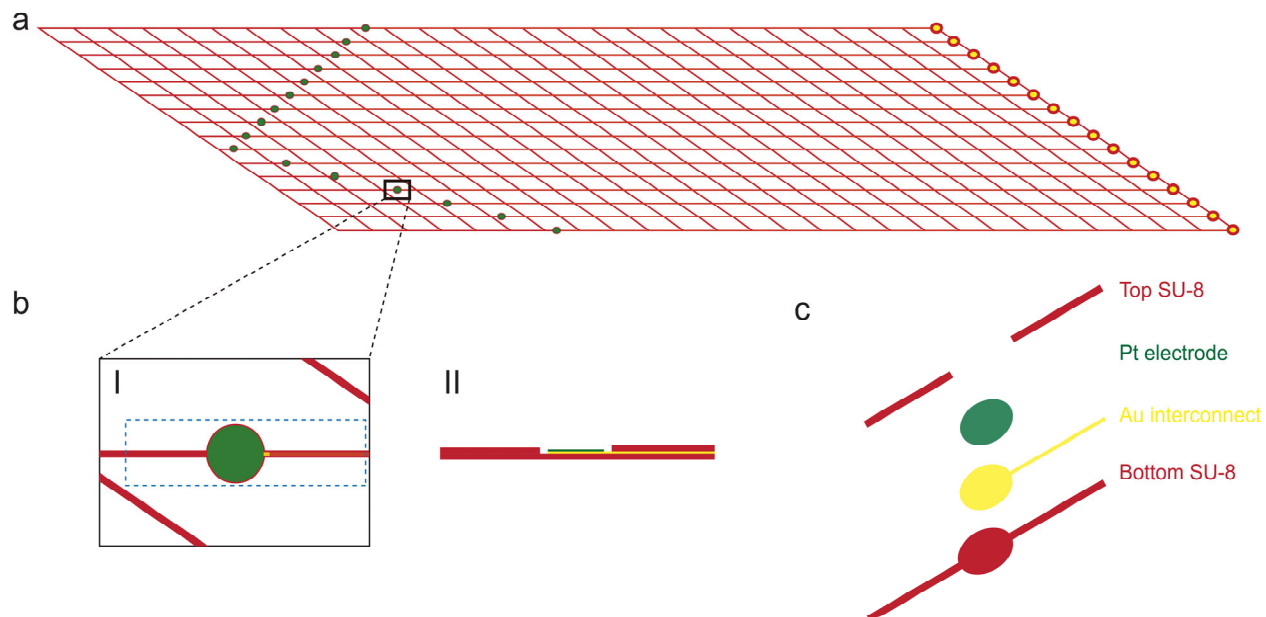 a
b
I
II
c
Top SU-8
Pt electrode
Au interconnect
Bottom SU-8